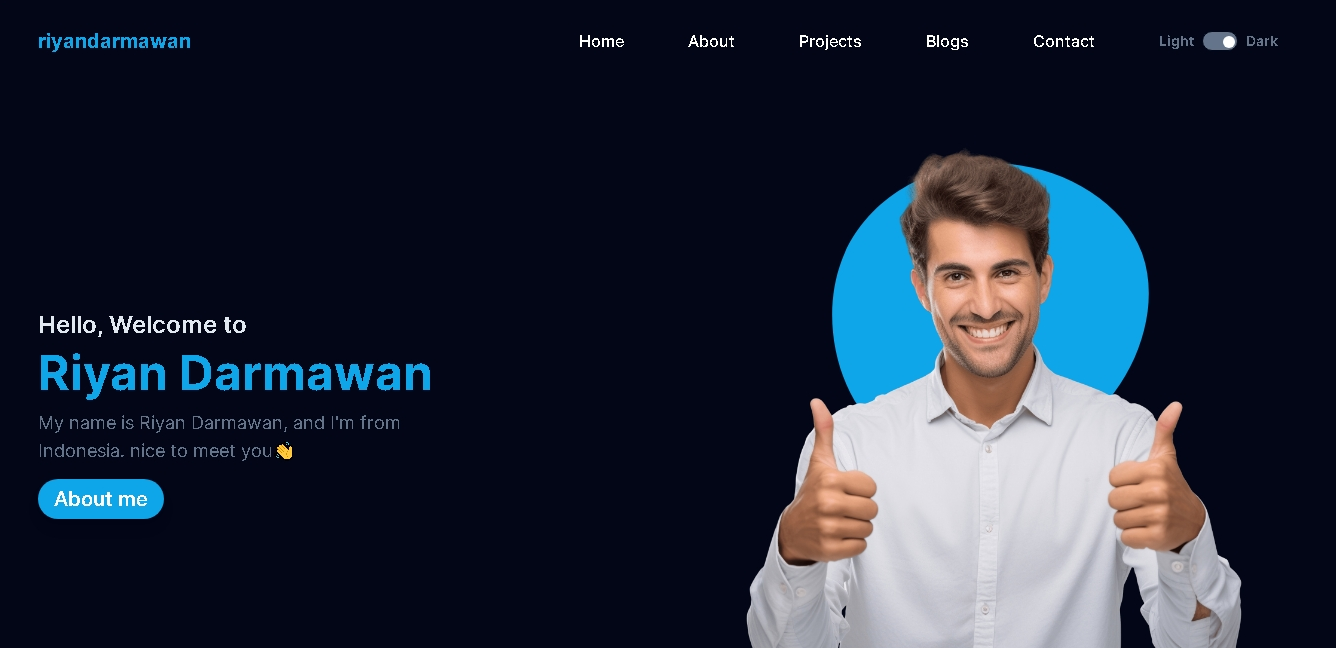 riyandarmawan
Home About Projects Blogs Contact Light Dark
Hello, Welcome to
Riyan Darmawan
My name is Riyan Darmawan, and I'm from
Indonesia. nice to meet you👋
About me